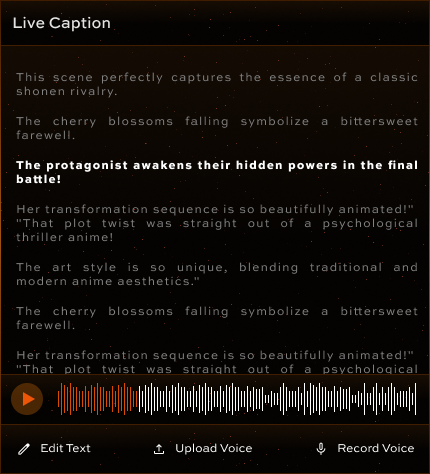 Live Caption
This scene perfectly captures the essence of a classic
shonen rivalry.
The cherry blossoms falling symbolize a bittersweet
farewell.
The protagonist awakens their hidden powers in the final
battle!
Her transformation sequence is so beautifully animated!"
"That plot twist was straight out of a psychological
thriller anime!
The art style is so unique, blending traditional and
modern anime aesthetics."
The cherry blossoms falling symbolize a bittersweet
farewell.
Her transformation sequence is so beautifully animated!"
"That plot twist was straight out of a psychological
Edit Text
Upload Voice
Record Voice